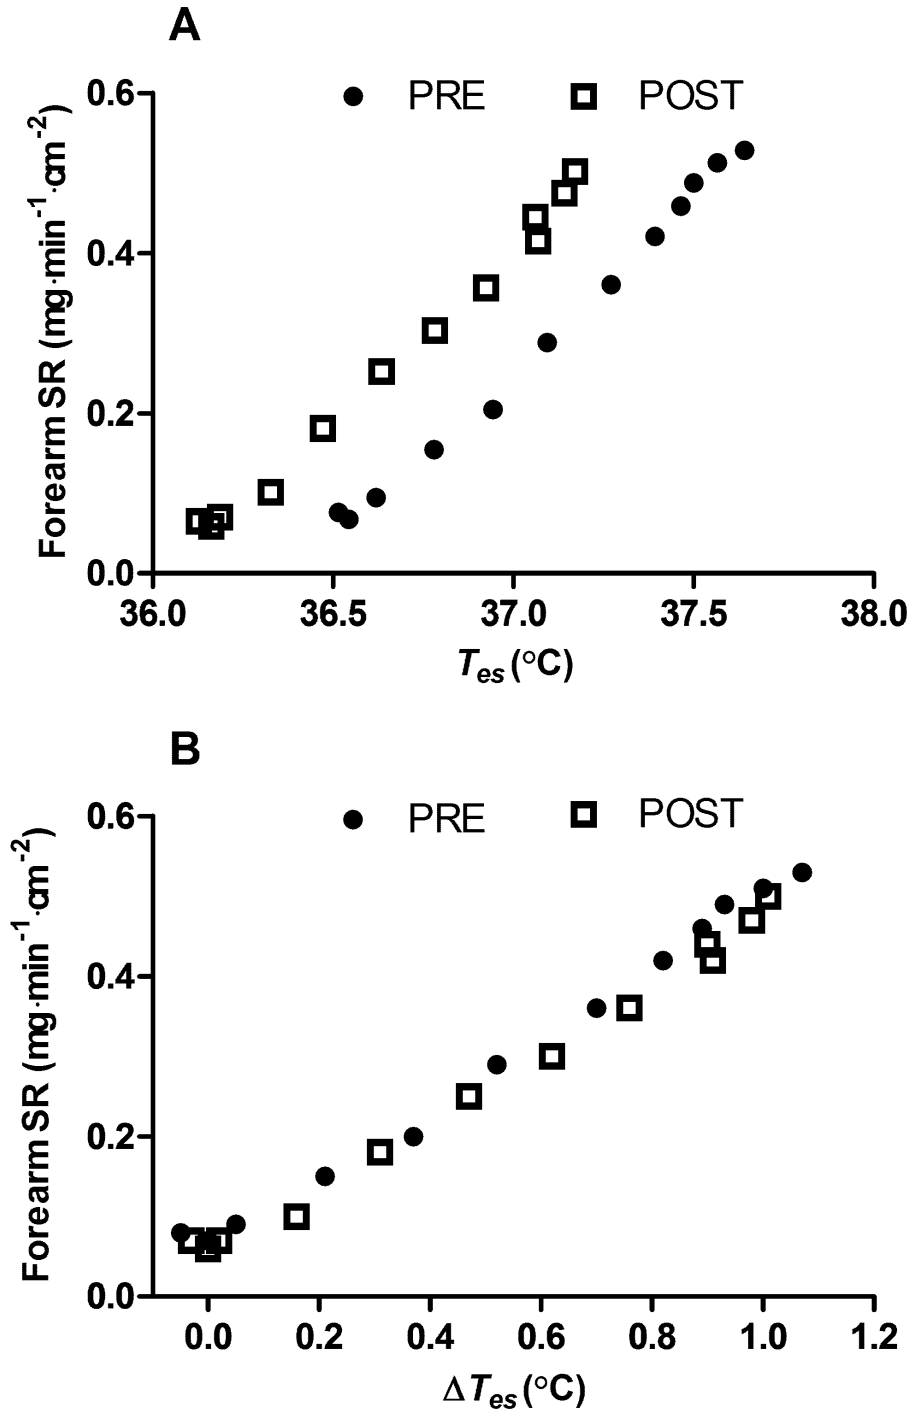 A
PRE POST
0.6
0.4
0.2
0.0
Forearm SR (mg·min⁻¹·cm⁻²)
36.0 36.5 37.0 37.5 38.0
Tes (°C)
B
PRE POST
0.6
0.4
0.2
0.0
Forearm SR (mg·min⁻¹·cm⁻²)
0.0 0.2 0.4 0.6 0.8 1.0 1.2
ΔTes (°C)